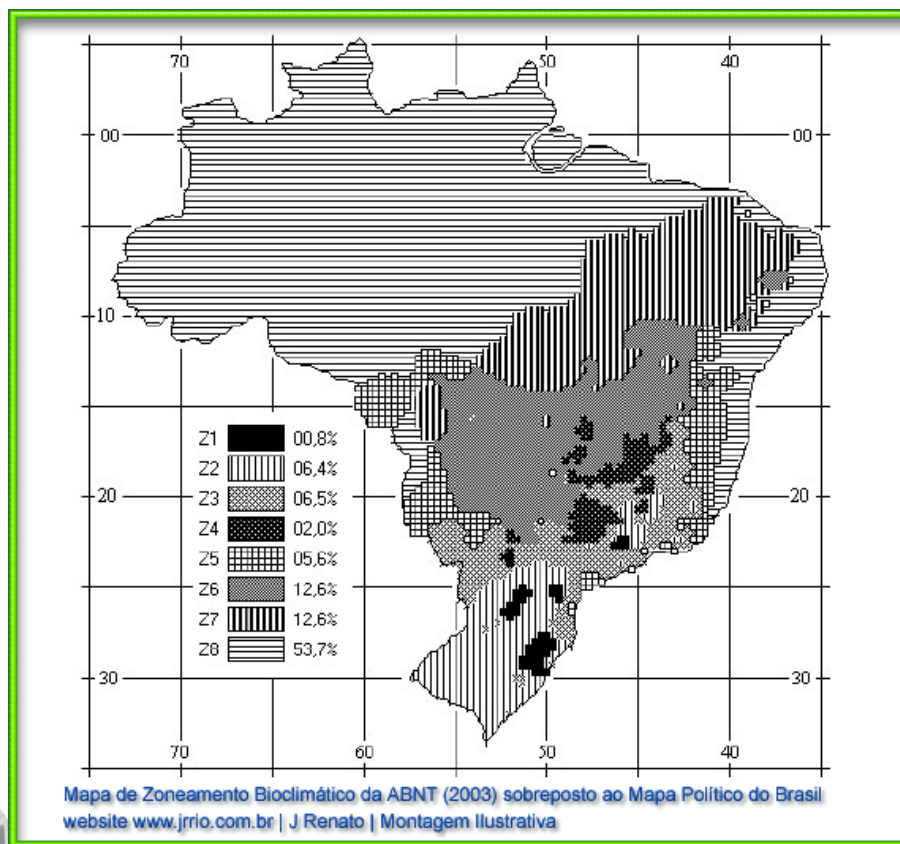 70 50 40
00 00
10
Z1 00,8%
Z2 06,4%
Z3 06,5%
20 20
Z4 02,0%
Z5 05,6%
Z6 12,6%
Z7 12,6%
Z8 53,7%
30 30
70 60 50 40
Mapa de Zoneamento Bioclimático da ABNT (2003) sobreposto ao Mapa Político do Brasil
website www.jrrio.com.br | J Renato | Montagem Ilustrativa